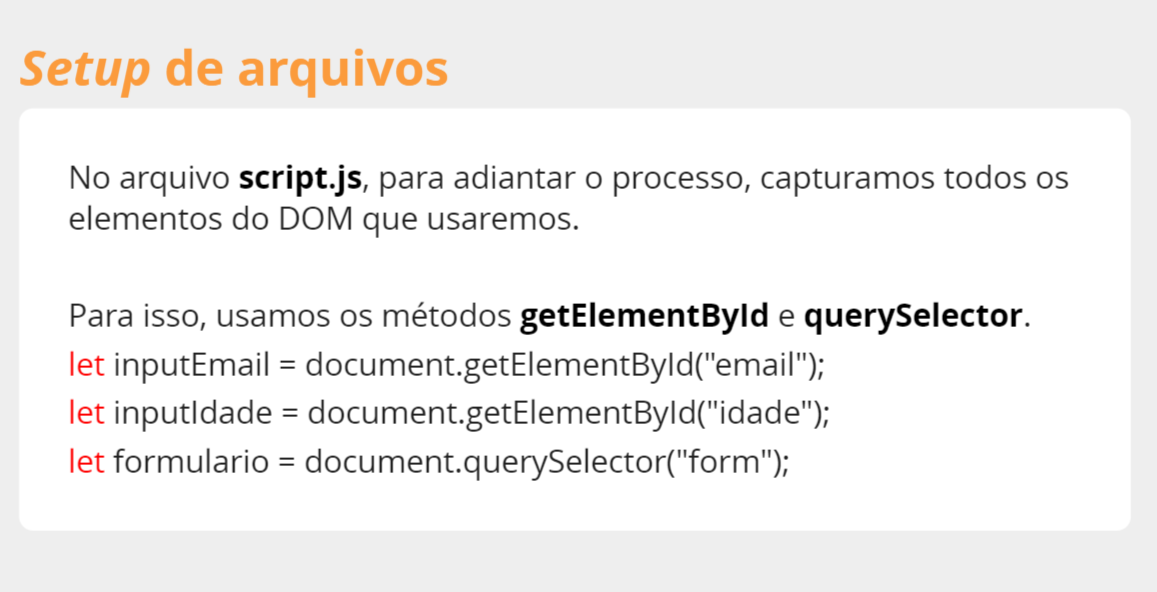 Setup de arquivos
No arquivo script.js, para adiantar o processo, capturamos todos os
elementos do DOM que usaremos.
Para isso, usamos os métodos getElementById e querySelector.
let inputEmail = document.getElementById("email");
let inputIdade = document.getElementById("idade");
let formulario = document.querySelector("form");